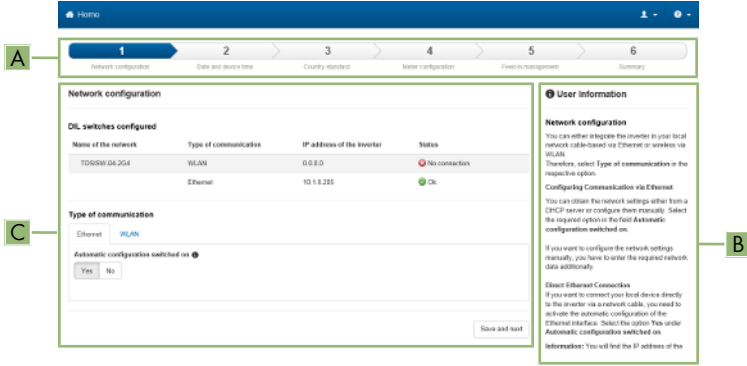 Home
1 2 3 4 5 6
Network configuration Date and device time Country standard Meter configuration Feed-in management Summary
A
Network configuration
DIL switches configured
Name of the network Type of communication IP address of the inverter Status
WLAN 0.0.0.0 No connection
Ethernet 10.1.8.285 Ok
Type of communication
Ethernet WLAN
Automatic configuration switched on
Yes No
Save and next
C
User Information
Network configuration
You can either integrate the inverter in your local
network cable-based via Ethernet or wireless via
WLAN.
Therefore, select Type of communication in the
respective option.
Configuring Communication via Ethernet
You can obtain the network settings either from a
DHCP server or configure them manually. Select
the required option in the field Automatic
configuration switched on.
If you want to configure the network settings
manually, you have to enter the required network
data additionally.
Direct Ethernet Connection
If you want to connect your local device directly
to the inverter via a network cable, you need to
activate the automatic configuration of the
Ethernet interface. Select the option Yes under
Automatic configuration switched on.
Information: You will find the IP address of the
B